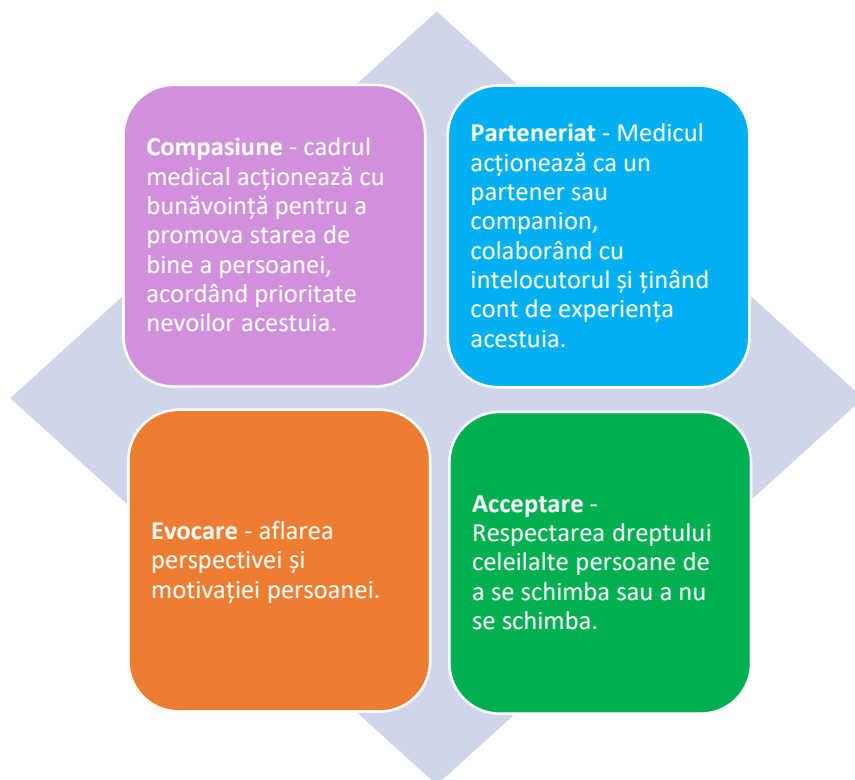 Compasiune - cadrul
medical acționează cu
bunăvoință pentru a
promova starea de
bine a persoanei,
acordând prioritate
nevoilor acestuia.
Parteneriat - Medicul
acționează ca un
partener sau
companion,
colaborând cu
intelocutorul și ținând
cont de experiența
acestuia.
Evocare - aflarea
perspectivei și
motivației persoanei.
Acceptare -
Respectarea dreptului
celeilalte persoane de
a se schimba sau a nu
se schimba.